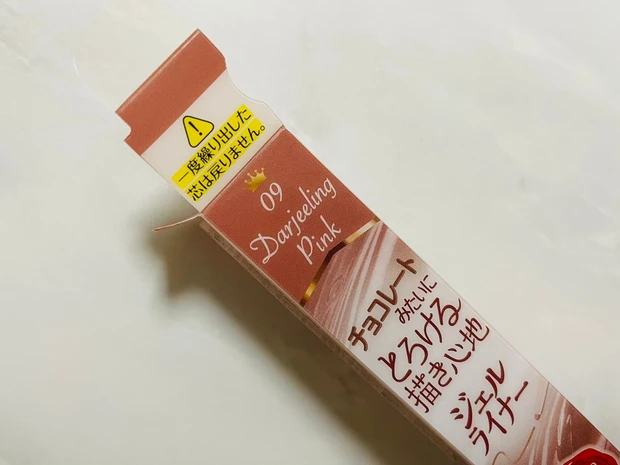 一度繰り出した
芯は戻りません。
09
Darjeeling
Pink
チョコレート
みたいに
とろける
描き心地
ジェル
ライナー